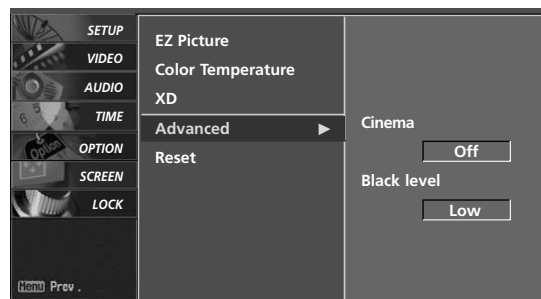 SETUP
VIDEO
AUDIO
TIME
OPTION
SCREEN
LOCK
Menu Prev.
EZ Picture
Color Temperature
XD
Advanced ▶
Reset
Cinema
Off
Black level
Low